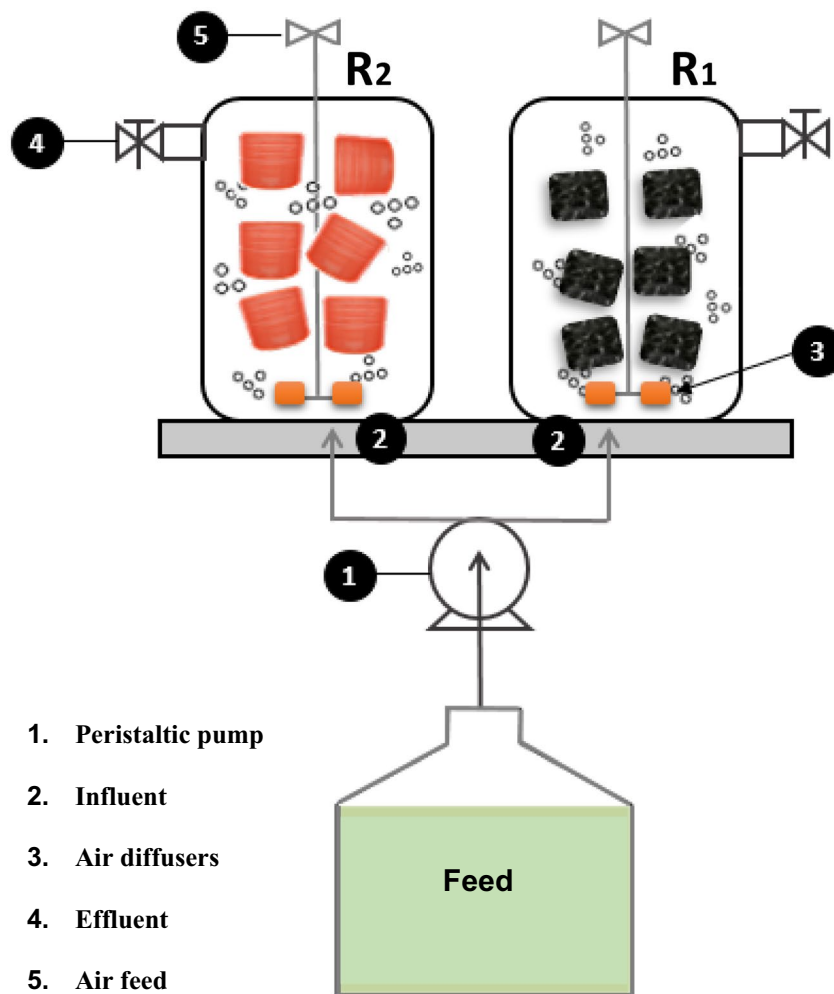 5
R2
R1
4
3
2
2
1
1. Peristaltic pump
2. Influent
3. Air diffusers
4. Effluent
5. Air feed
Feed